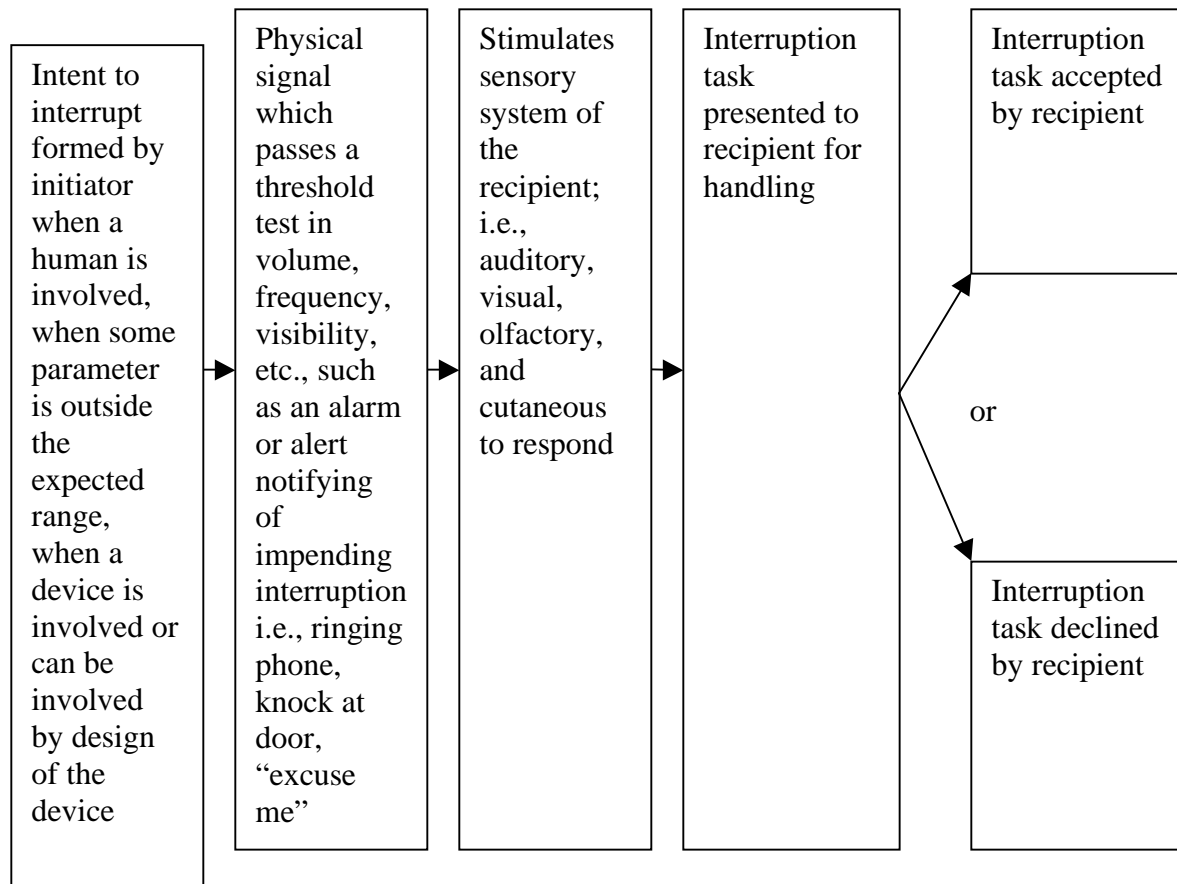 Intent to
interrupt
formed by
initiator
when a
human is
involved,
when some
parameter
is outside
the
expected
range,
when a
device is
involved or
can be
involved
by design
of the
device
Physical
signal
which
passes a
threshold
test in
volume,
frequency,
visibility,
etc., such
as an alarm
or alert
notifying
of
impending
interruption
i.e., ringing
phone,
knock at
door,
“excuse
me”
Stimulates
sensory
system of
the
recipient;
i.e.,
auditory,
visual,
olfactory,
and
cutaneous
to respond
Interruption
task
presented to
recipient for
handling
Interruption
task accepted
by recipient
or
Interruption
task declined
by recipient